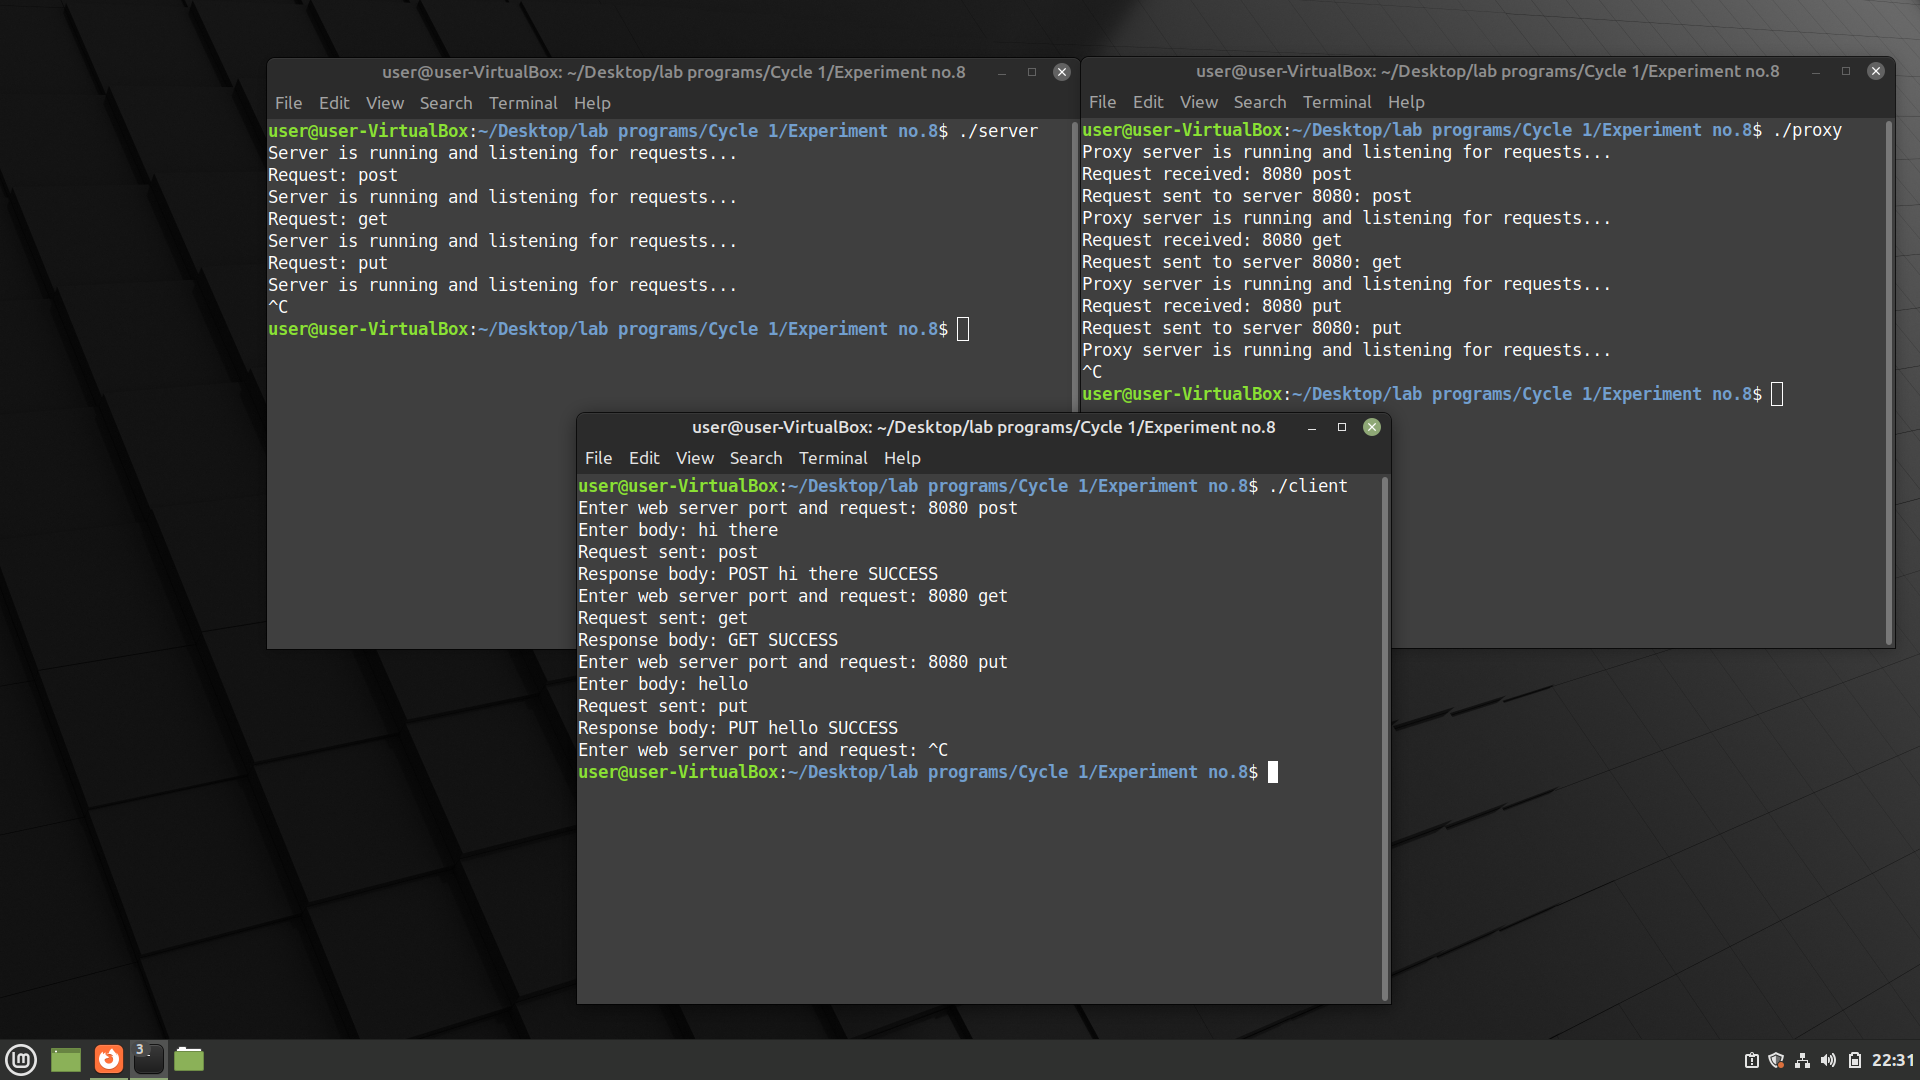 user@user-VirtualBox: ~/Desktop/lab programs/Cycle 1/Experiment no.8
File Edit View Search Terminal Help
user@user-VirtualBox:~/Desktop/lab programs/Cycle 1/Experiment no.8$ ./server
Server is running and listening for requests...
Request: post
Server is running and listening for requests...
Request: get
Server is running and listening for requests...
Request: put
Server is running and listening for requests...
^C
user@user-VirtualBox:~/Desktop/lab programs/Cycle 1/Experiment no.8$
user@user-VirtualBox: ~/Desktop/lab programs/Cycle 1/Experiment no.8
File Edit View Search Terminal Help
user@user-VirtualBox:~/Desktop/lab programs/Cycle 1/Experiment no.8$ ./proxy
Proxy server is running and listening for requests...
Request received: 8080 post
Request sent to server 8080: post
Proxy server is running and listening for requests...
Request received: 8080 get
Request sent to server 8080: get
Proxy server is running and listening for requests...
Request received: 8080 put
Request sent to server 8080: put
Proxy server is running and listening for requests...
^C
user@user-VirtualBox:~/Desktop/lab programs/Cycle 1/Experiment no.8$
user@user-VirtualBox: ~/Desktop/lab programs/Cycle 1/Experiment no.8
File Edit View Search Terminal Help
user@user-VirtualBox:~/Desktop/lab programs/Cycle 1/Experiment no.8$ ./client
Enter web server port and request: 8080 post
Enter body: hi there
Request sent: post
Response body: POST hi there SUCCESS
Enter web server port and request: 8080 get
Request sent: get
Response body: GET SUCCESS
Enter web server port and request: 8080 put
Enter body: hello
Request sent: put
Response body: PUT hello SUCCESS
Enter web server port and request: ^C
user@user-VirtualBox:~/Desktop/lab programs/Cycle 1/Experiment no.8$
3
22:31